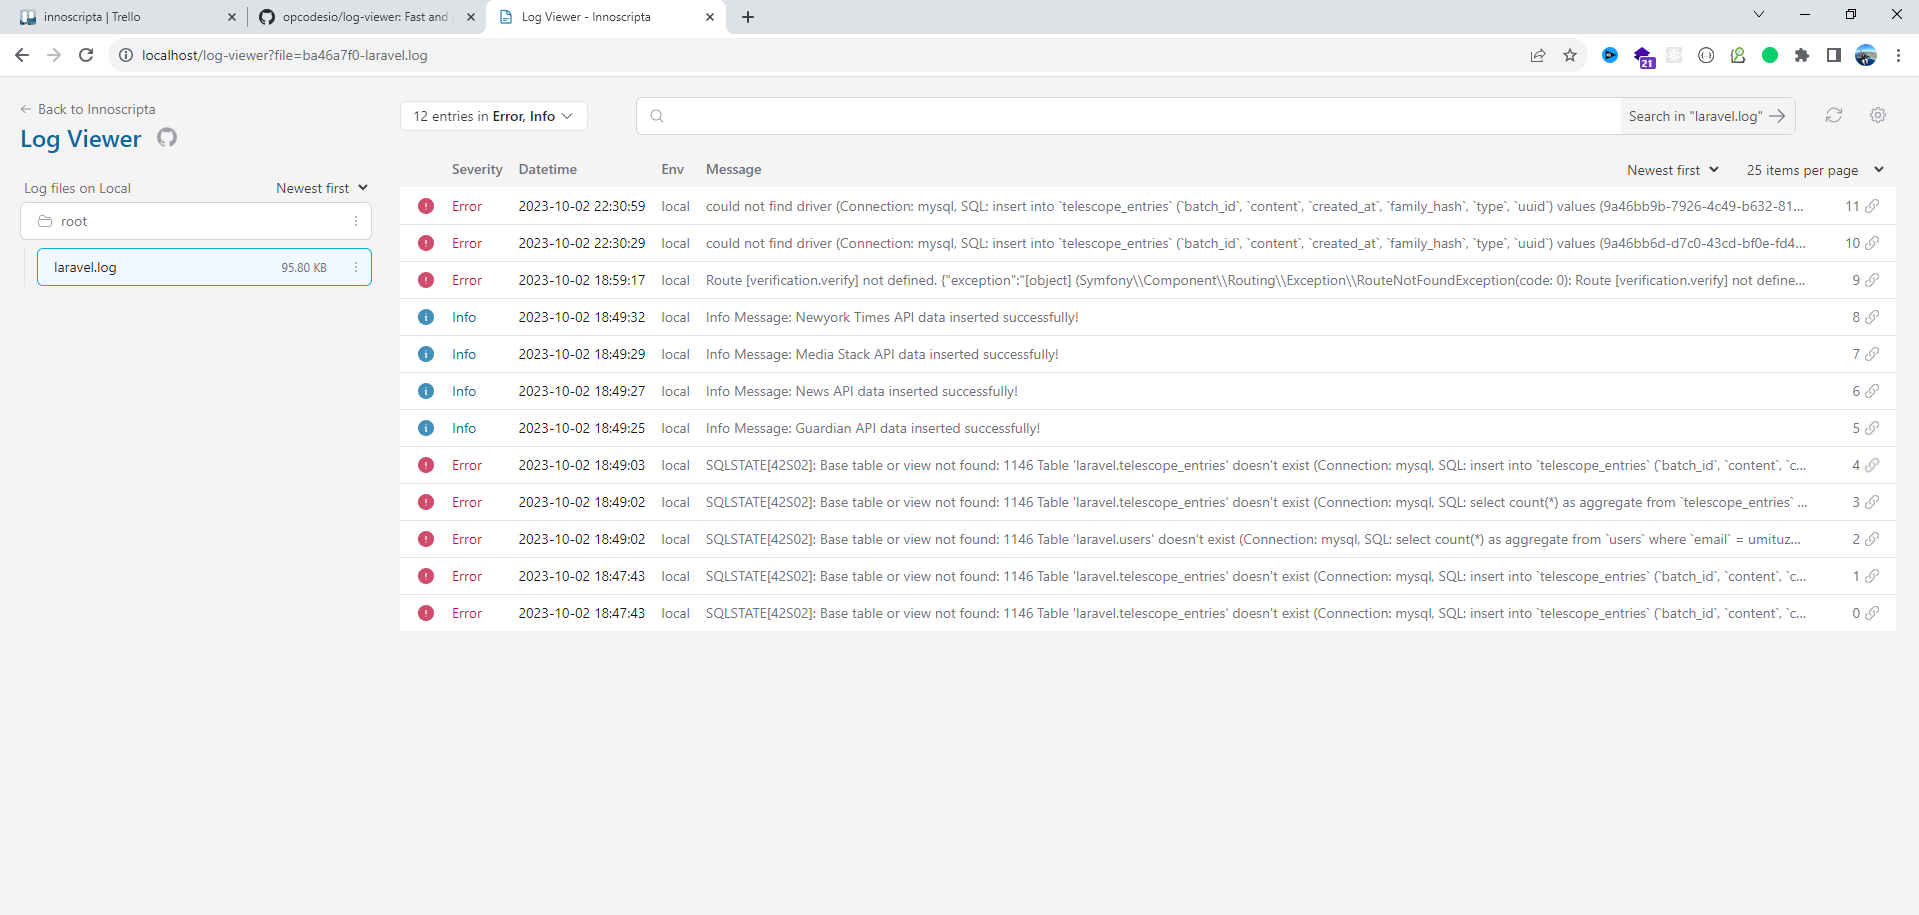 innoscripta | Trello
opcodesio/log-viewer: Fast and
Log Viewer - Innoscripta
localhost/log-viewer?file=ba46a7f0-laravel.log
21
Back to Innoscripta
Log Viewer
Log files on Local
Newest first
root
laravel.log
95.80 KB
12 entries in Error, Info
Search in "laravel.log"
Severity Datetime Env Message
Newest first
25 items per page
Error 2023-10-02 22:30:59 local could not find driver (Connection: mysql, SQL: insert into `telescope_entries` (`batch_id`, `content`, `created_at`, `family_hash`, `type`, `uuid`) values (9a46bb9b-7926-4c49-b632-81... 11
Error 2023-10-02 22:30:29 local could not find driver (Connection: mysql, SQL: insert into `telescope_entries` (`batch_id`, `content`, `created_at`, `family_hash`, `type`, `uuid`) values (9a46bb6d-d7c0-43cd-bf0e-fd4... 10
Error 2023-10-02 18:59:17 local Route [verification.verify] not defined. {"exception":"[object] (Symfony\\Component\\Routing\\Exception\\RouteNotFoundException(code: 0): Route [verification.verify] not define... 9
Info 2023-10-02 18:49:32 local Info Message: Newyork Times API data inserted successfully! 8
Info 2023-10-02 18:49:29 local Info Message: Media Stack API data inserted successfully! 7
Info 2023-10-02 18:49:27 local Info Message: News API data inserted successfully! 6
Info 2023-10-02 18:49:25 local Info Message: Guardian API data inserted successfully! 5
Error 2023-10-02 18:49:03 local SQLSTATE[42S02]: Base table or view not found: 1146 Table 'laravel.telescope_entries' doesn't exist (Connection: mysql, SQL: insert into `telescope_entries` (`batch_id`, `content`, `c... 4
Error 2023-10-02 18:49:02 local SQLSTATE[42S02]: Base table or view not found: 1146 Table 'laravel.telescope_entries' doesn't exist (Connection: mysql, SQL: select count(*) as aggregate from `telescope_entries` ... 3
Error 2023-10-02 18:49:02 local SQLSTATE[42S02]: Base table or view not found: 1146 Table 'laravel.users' doesn't exist (Connection: mysql, SQL: select count(*) as aggregate from `users` where `email` = umituz... 2
Error 2023-10-02 18:47:43 local SQLSTATE[42S02]: Base table or view not found: 1146 Table 'laravel.telescope_entries' doesn't exist (Connection: mysql, SQL: insert into `telescope_entries` (`batch_id`, `content`, `c... 1
Error 2023-10-02 18:47:43 local SQLSTATE[42S02]: Base table or view not found: 1146 Table 'laravel.telescope_entries' doesn't exist (Connection: mysql, SQL: insert into `telescope_entries` (`batch_id`, `content`, `c... 0